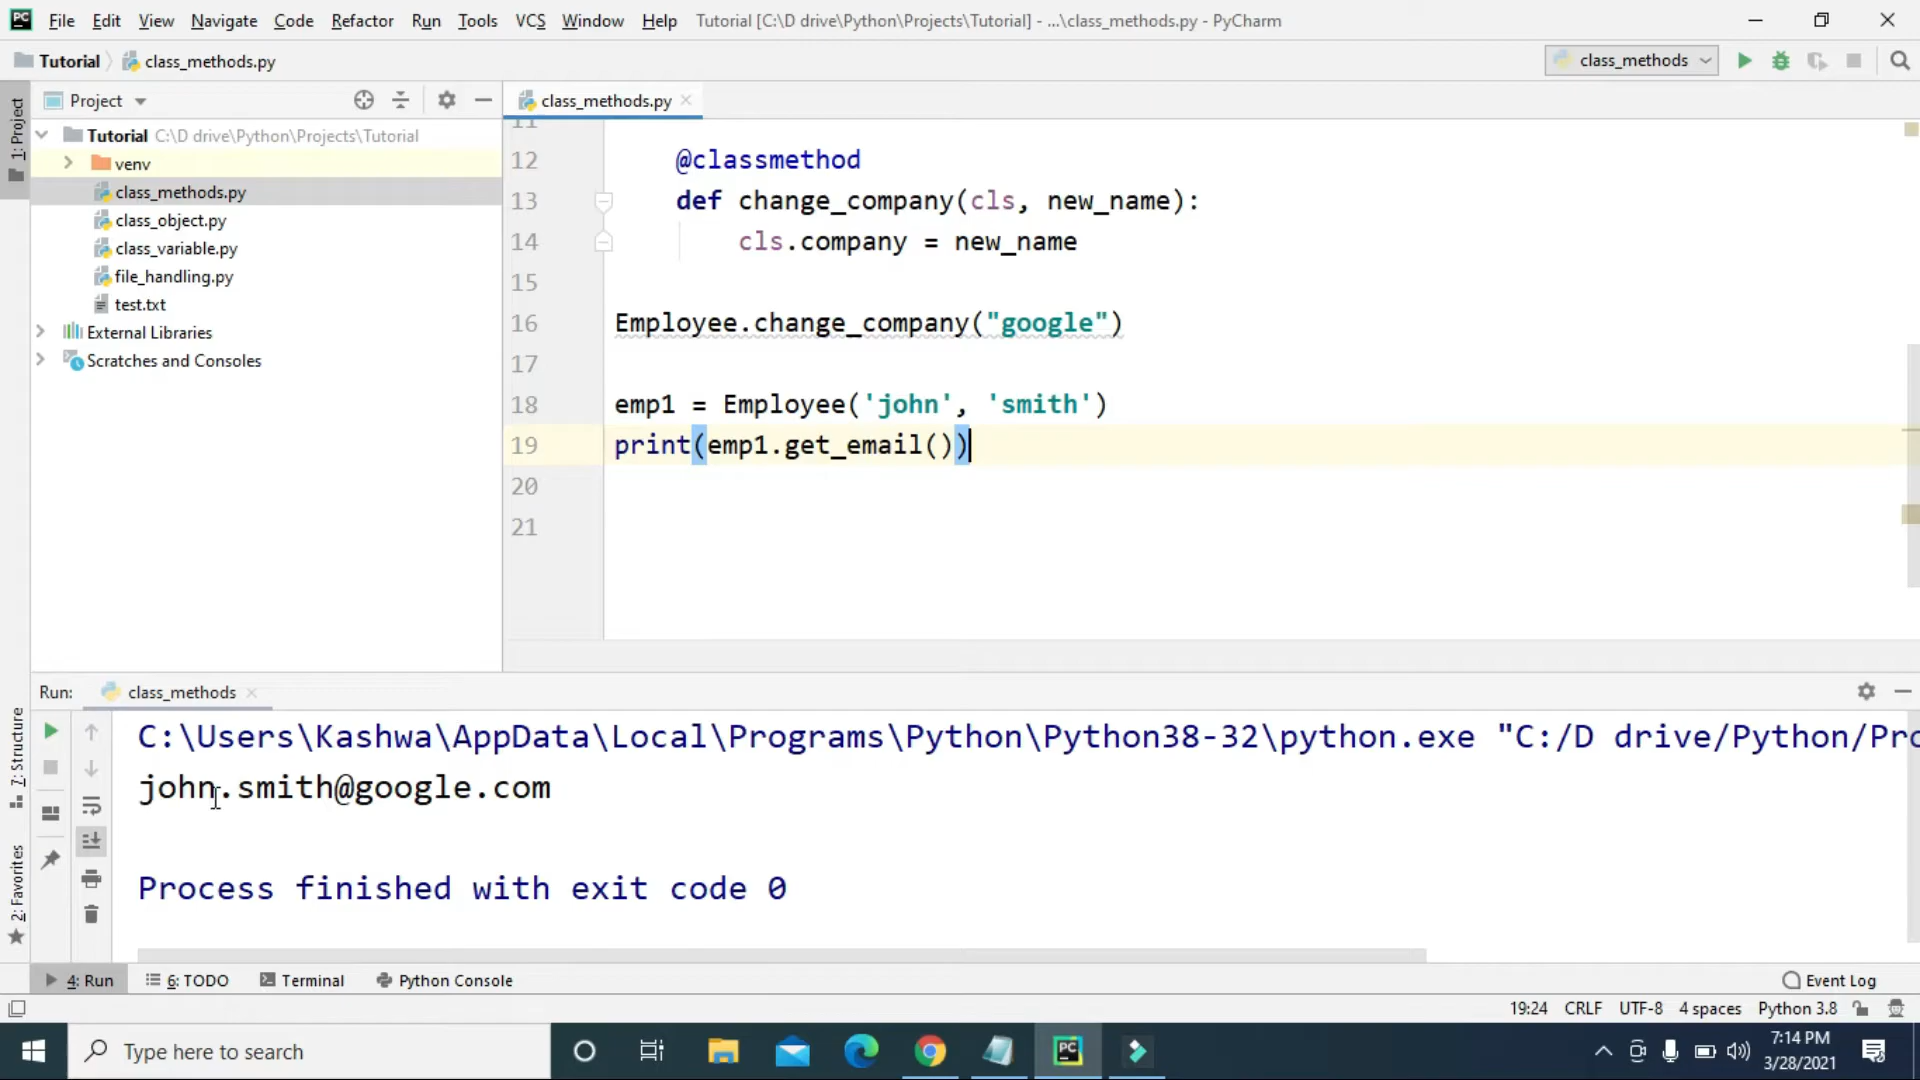 PC File Edit View Navigate Code Refactor Run Tools VCS Window Help Tutorial [C:\D drive\Python\Projects\Tutorial] - ...\class_methods.py - PyCharm
Tutorial class_methods.py class_methods
Project class_methods.py
1: Project
Tutorial C:\D drive\Python\Projects\Tutorial
venv
class_methods.py
class_object.py
class_variable.py
file_handling.py
test.txt
External Libraries
Scratches and Consoles
11
12 @classmethod
13 def change_company(cls, new_name):
14 cls.company = new_name
15
16 Employee.change_company("google")
17
18 emp1 = Employee('john', 'smith')
19 print(emp1.get_email())
20
21
Run: class_methods
7: Structure
2: Favorites
C:\Users\Kashwa\AppData\Local\Programs\Python\Python38-32\python.exe "C:/D drive/Python/Pro
john.smith@google.com
Process finished with exit code 0
4: Run 6: TODO Terminal Python Console Event Log
19:24 CRLF UTF-8 4 spaces Python 3.8
Type here to search PC 7:14 PM
3/28/2021